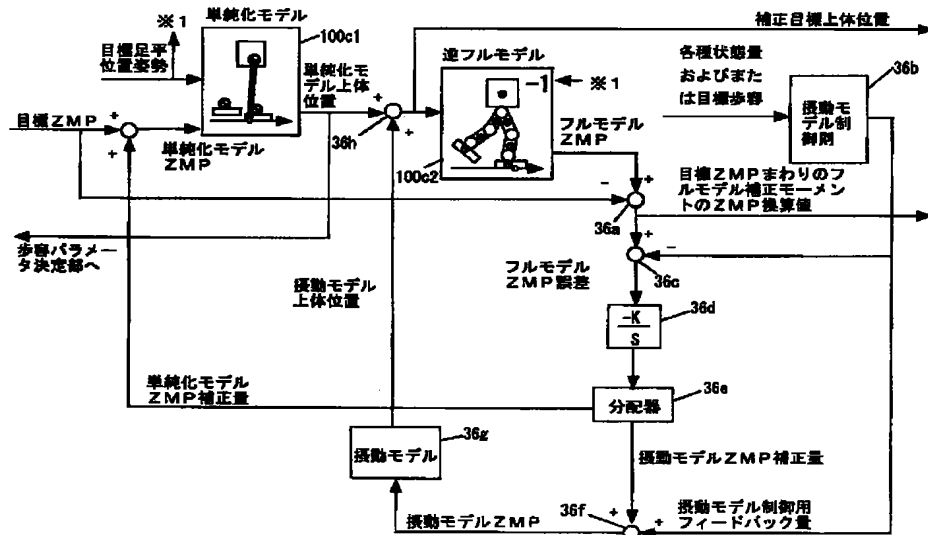 単純化モデル
※1
100c1
目標足平
位置姿勢
単純化モ
デル上体
位置
目標ZMP
+
+
単純化モデル
ZMP
+
36h
+
逆フルモデル
-1
※1
100c2
フルモデル
ZMP
補正目標上体位置
各種状態量
およびまた
は目標歩容
36b
摂動モ
デル制
御則
+
-
36a
目標ZMPまわりのフ
ルモデル補正モーメン
トのZMP換算値
+
-
36c
フルモデル
ZMP誤差
歩容パラメー
タ決定部へ
摂動モデル
上体位置
-K
S
36d
単純化モデル
ZMP補正量
分配器
36e
摂動モデル
36g
摂動モデルZMP補正量
摂動モデルZMP
36f
+
+
摂動モデル制御用
フィードバック量